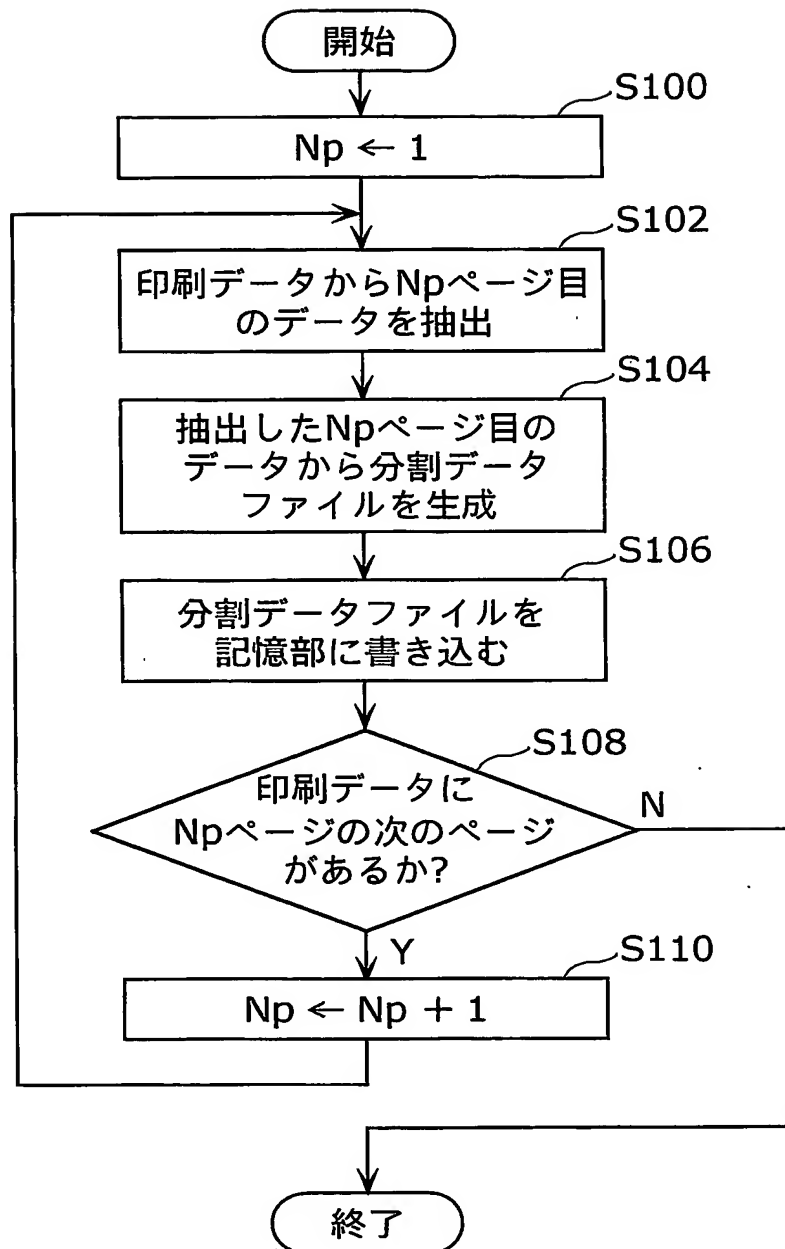 開始
S100
Np ← 1
S102
印刷データからNpページ目
のデータを抽出
S104
抽出したNpページ目の
データから分割データ
ファイルを生成
S106
分割データファイルを
記憶部に書き込む
S108
印刷データに
Npページの次のページ
があるか?
N
Y
S110
Np ← Np + 1
終了